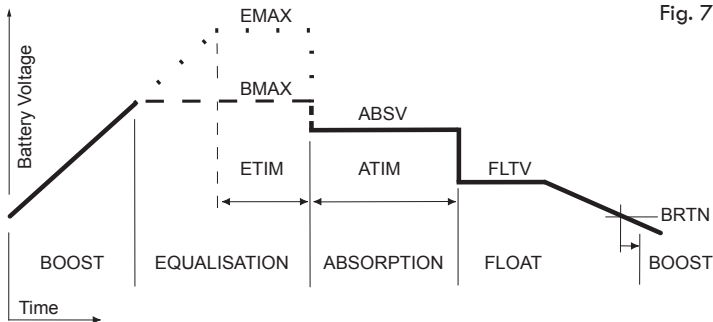 Fig. 7
EMAX
BMAX
ABSV
ETIM
ATIM
FLTV
BRTN
Battery Voltage
BOOST
EQUALISATION
ABSORPTION
FLOAT
BOOST
Time